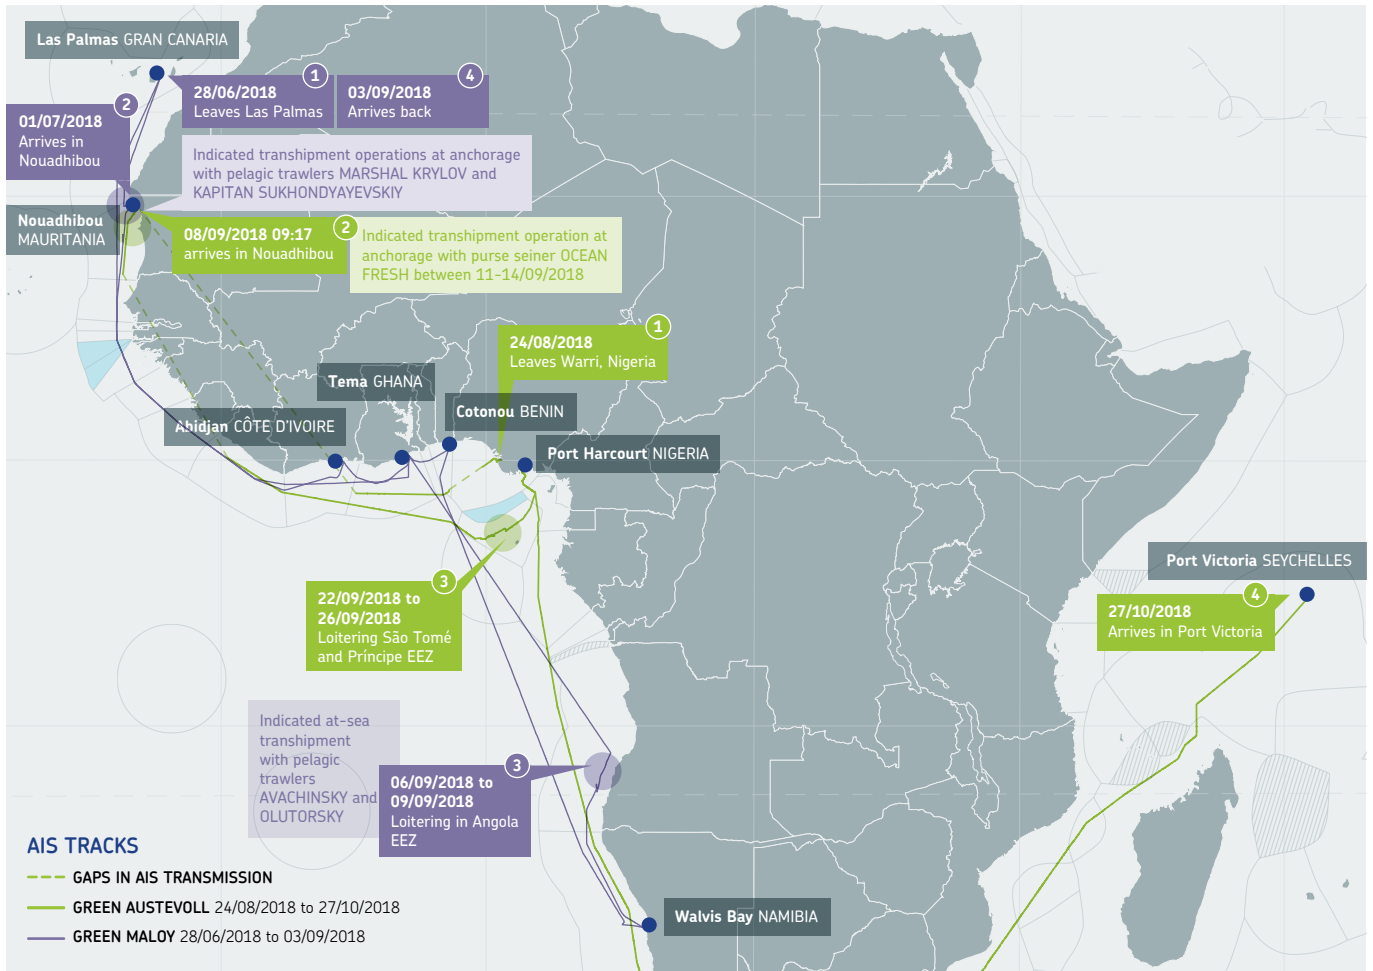 Las Palmas GRAN CANARIA
1
28/06/2018
Leaves Las Palmas
4
03/09/2018
Arrives back
2
01/07/2018
Arrives in
Nouadhibou
Indicated transhipment operations at anchorage
with pelagic trawlers MARSHAL KRYLOV and
KAPITAN SUKHONDYAYEVSKIY
Nouadhibou
MAURITANIA
2
08/09/2018 09:17
arrives in Nouadhibou
Indicated transhipment operation at
anchorage with purse seiner OCEAN
FRESH between 11-14/09/2018
1
24/08/2018
Leaves Warri, Nigeria
Tema GHANA
Cotonou BENIN
Abidjan CÔTE D'IVOIRE
Port Harcourt NIGERIA
3
22/09/2018 to
26/09/2018
Loitering São Tomé
and Príncipe EEZ
Port Victoria SEYCHELLES
4
27/10/2018
Arrives in Port Victoria
Indicated at-sea
transhipment
with pelagic
trawlers
AVACHINSKY and
OLUTORSKY
3
06/09/2018 to
09/09/2018
Loitering in Angola
EEZ
Walvis Bay NAMIBIA
AIS TRACKS
GAPS IN AIS TRANSMISSION
GREEN AUSTEVOLL 24/08/2018 to 27/10/2018
GREEN MALOY 28/06/2018 to 03/09/2018